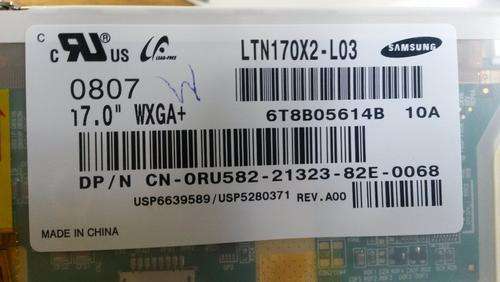 C
c RU US LEAD-FREE LTN170X2-L03 SAMSUNG
0807 W
17.0" WXGA+ 6T8B05614B 10A
DP/N CN-0RU582-21323-82E-0068
USP6639589/USP5280371 REV.A00
MADE IN CHINA